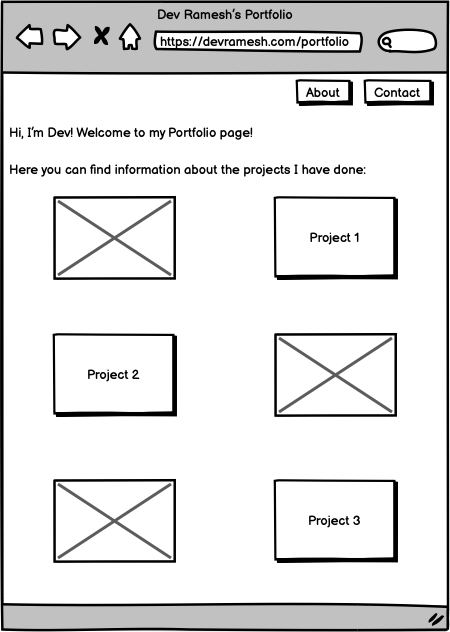 Dev Ramesh's Portfolio
https://devramesh.com/portfolio
About Contact
Hi, I'm Dev! Welcome to my Portfolio page!
Here you can find information about the projects I have done:
Project 1
Project 2
Project 3